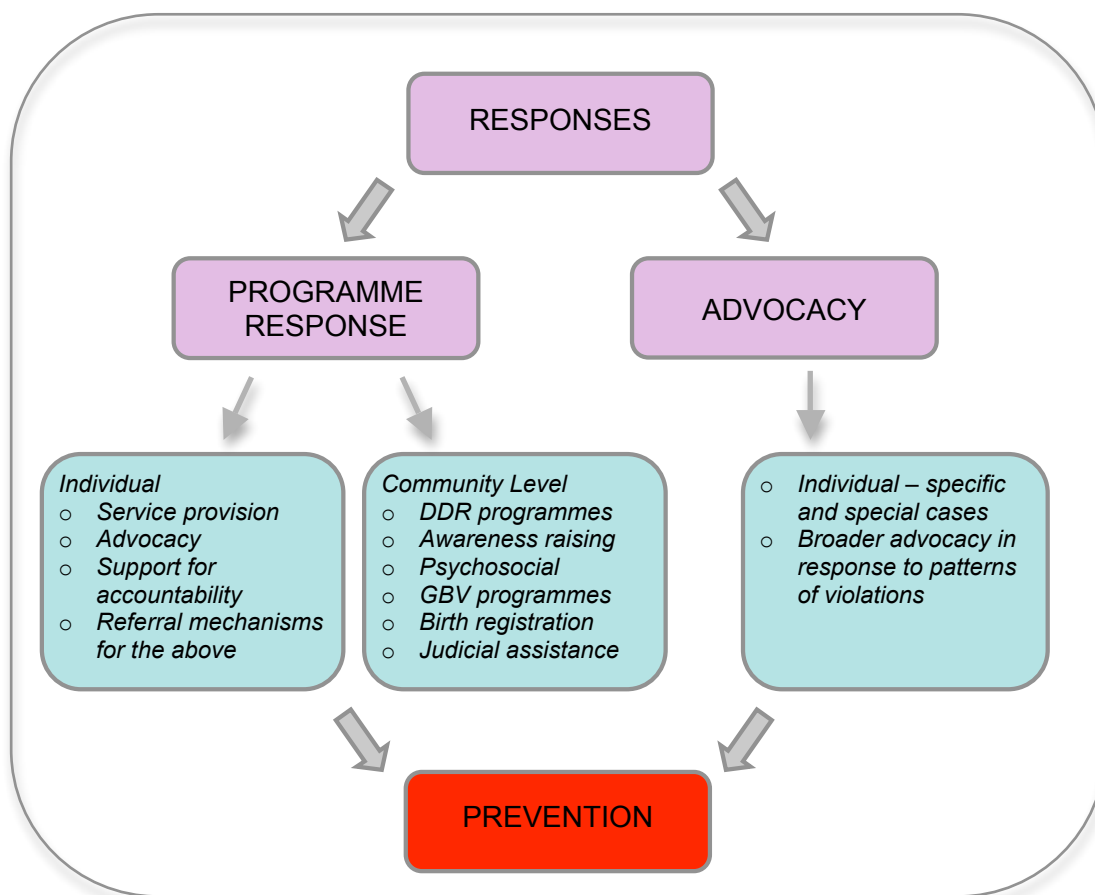 RESPONSES
PROGRAMME
RESPONSE
ADVOCACY
Individual
o Service provision
o Advocacy
o Support for
accountability
o Referral mechanisms
for the above
Community Level
o DDR programmes
o Awareness raising
o Psychosocial
o GBV programmes
o Birth registration
o Judicial assistance
o Individual – specific
and special cases
o Broader advocacy in
response to patterns
of violations
PREVENTION